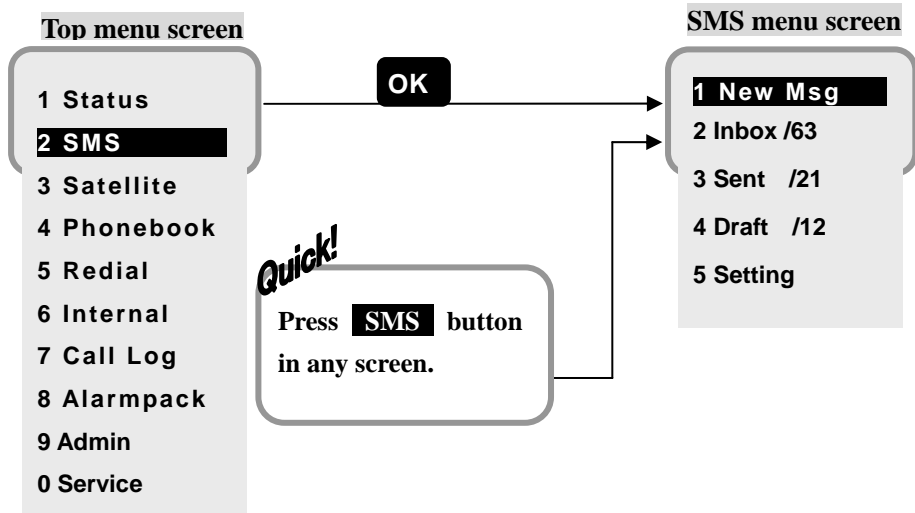 Top menu screen
1 Status
2 SMS
3 Satellite
4 Phonebook
5 Redial
6 Internal
7 Call Log
8 Alarmpack
9 Admin
0 Service
OK
Quick!
Press SMS button
in any screen.
SMS menu screen
1 New Msg
2 Inbox /63
3 Sent /21
4 Draft /12
5 Setting